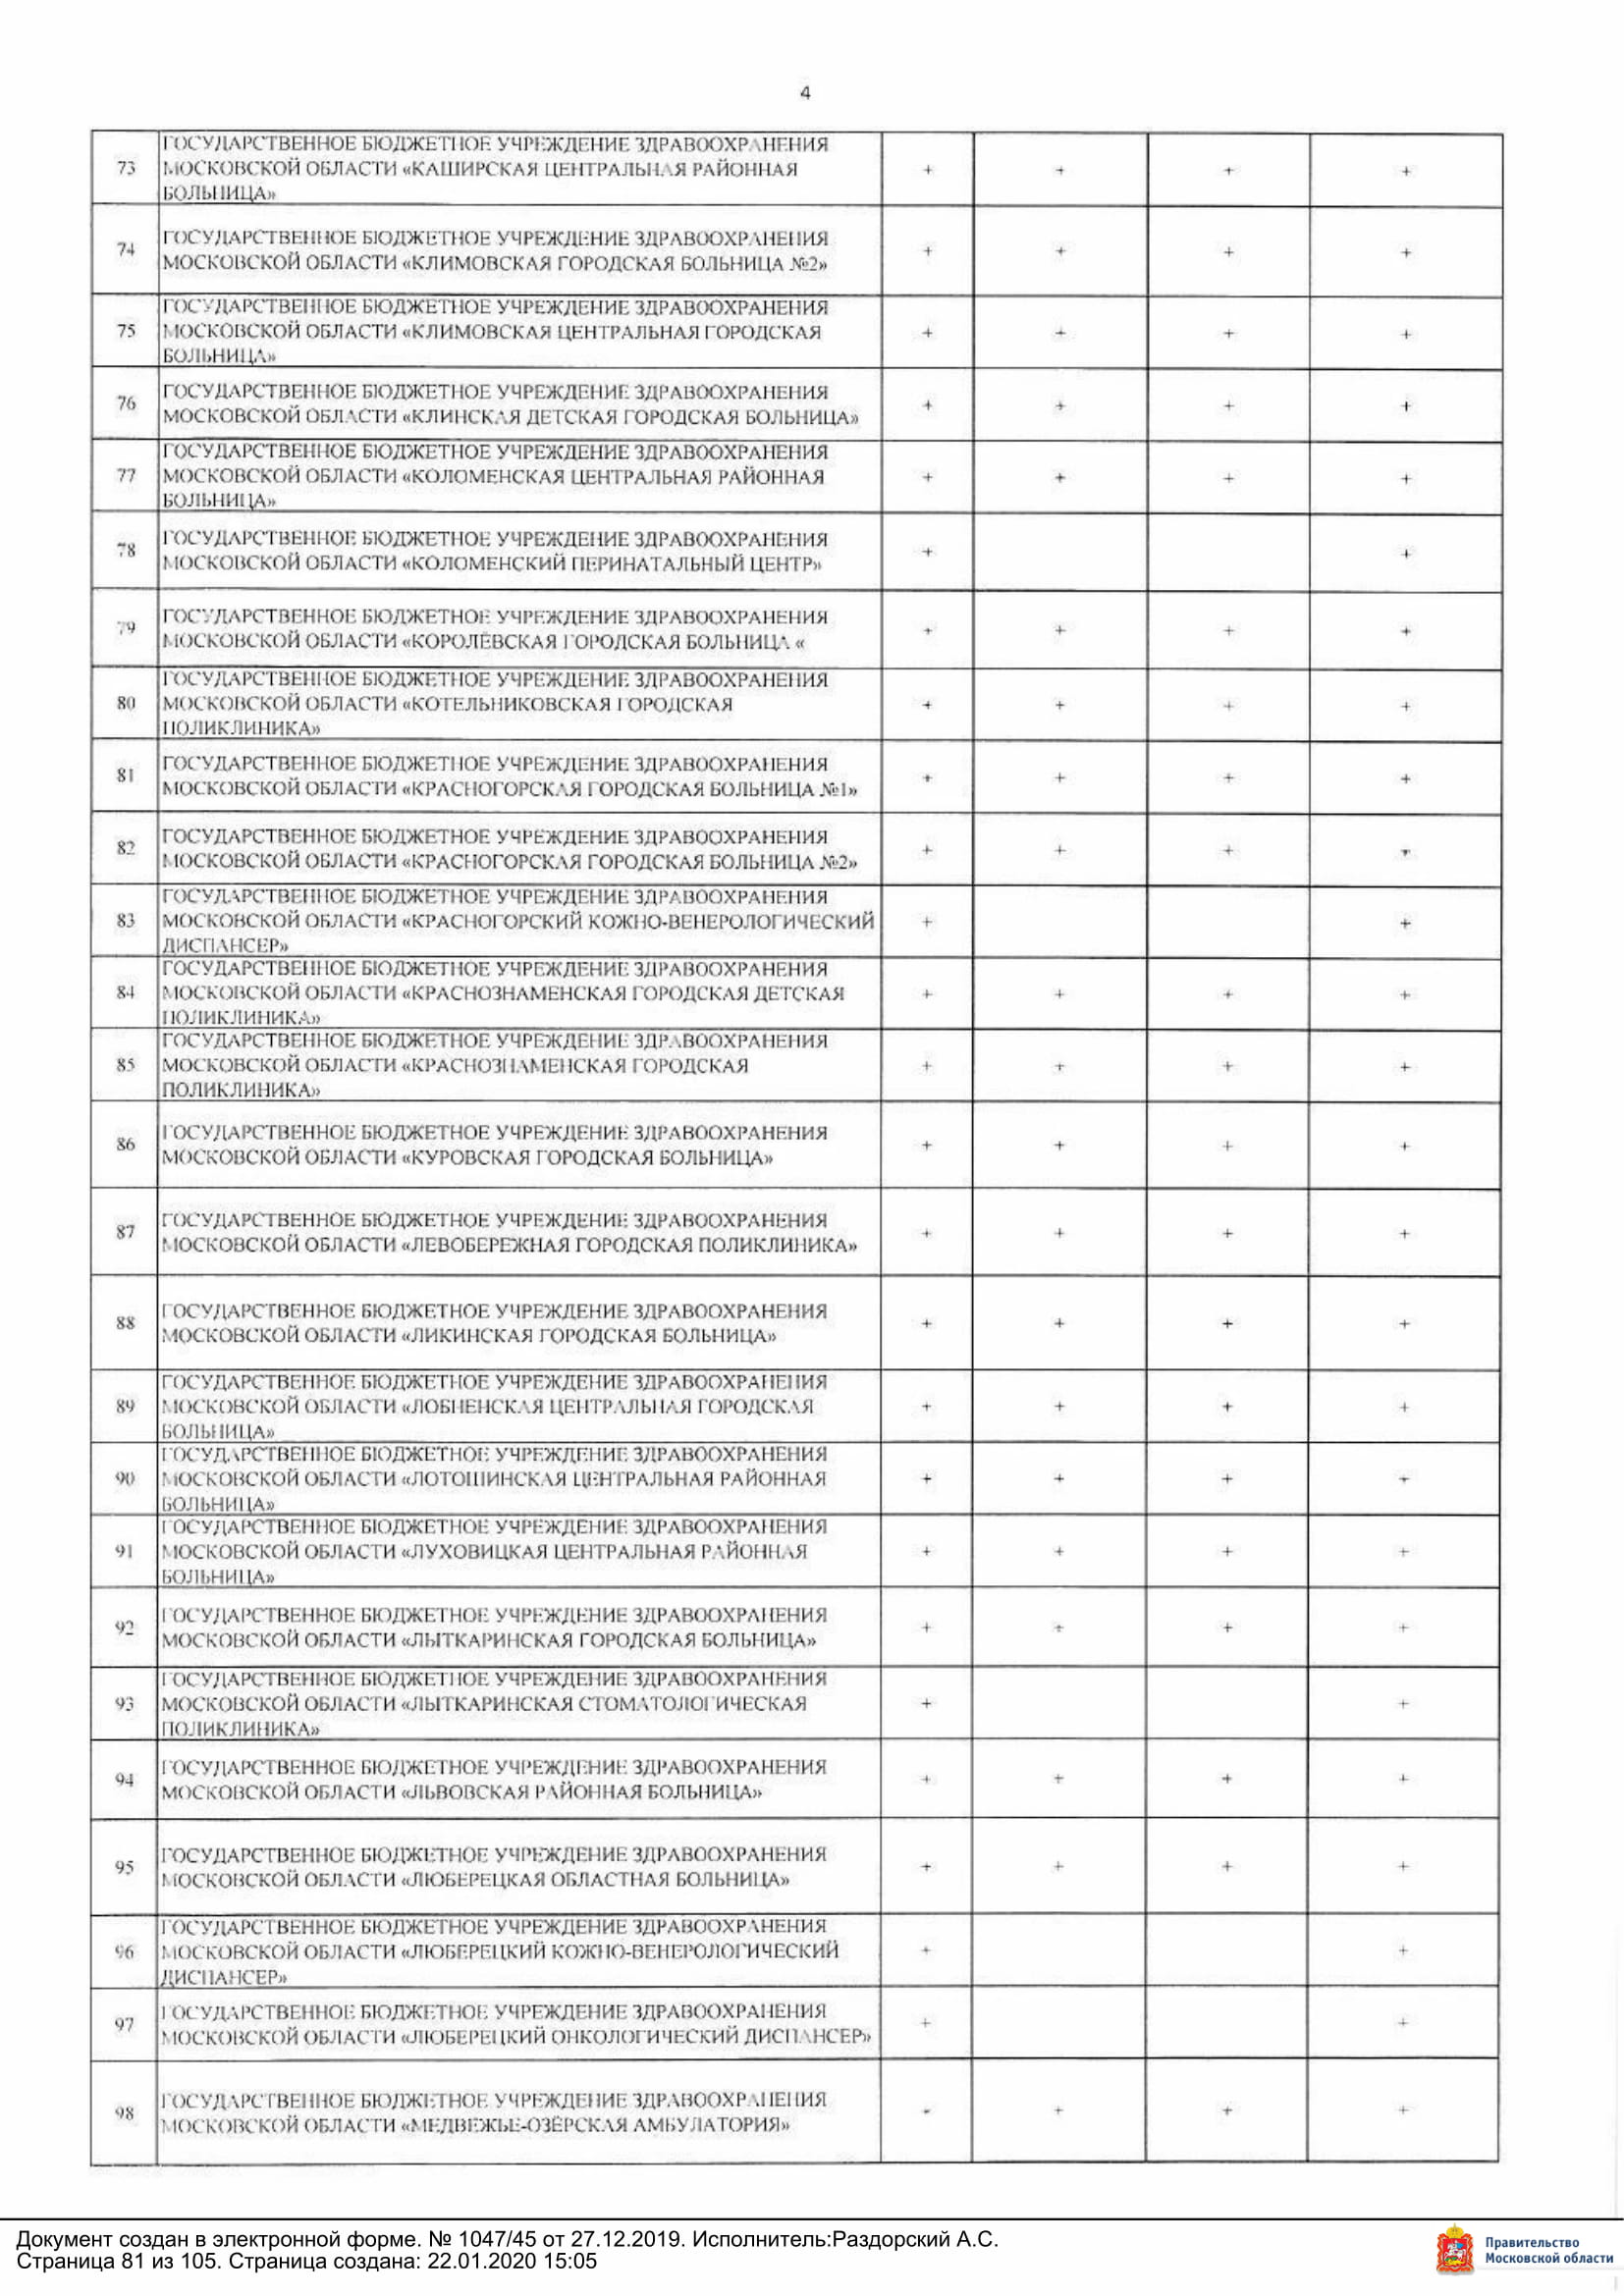 4
73
ГОСУДАРСТВЕННОЕ БЮДЖЕТНОЕ УЧРЕЖДЕНИЕ ЗДРАВООХРАНЕНИЯ
МОСКОВСКОЙ ОБЛАСТИ «КАШИРСКАЯ ЦЕНТРАЛЬНАЯ РАЙОННАЯ
БОЛЬНИЦА»
+ + + +
74
ГОСУДАРСТВЕННОЕ БЮДЖЕТНОЕ УЧРЕЖДЕНИЕ ЗДРАВООХРАНЕНИЯ
МОСКОВСКОЙ ОБЛАСТИ «КЛИМОВСКАЯ ГОРОДСКАЯ БОЛЬНИЦА №2»
+ + + +
75
ГОСУДАРСТВЕННОЕ БЮДЖЕТНОЕ УЧРЕЖДЕНИЕ ЗДРАВООХРАНЕНИЯ
МОСКОВСКОЙ ОБЛАСТИ «КЛИМОВСКАЯ ЦЕНТРАЛЬНАЯ ГОРОДСКАЯ
БОЛЬНИЦА»
+ + + +
76
ГОСУДАРСТВЕННОЕ БЮДЖЕТНОЕ УЧРЕЖДЕНИЕ ЗДРАВООХРАНЕНИЯ
МОСКОВСКОЙ ОБЛАСТИ «КЛИНСКАЯ ДЕТСКАЯ ГОРОДСКАЯ БОЛЬНИЦА»
+ + + +
77
ГОСУДАРСТВЕННОЕ БЮДЖЕТНОЕ УЧРЕЖДЕНИЕ ЗДРАВООХРАНЕНИЯ
МОСКОВСКОЙ ОБЛАСТИ «КОЛОМЕНСКАЯ ЦЕНТРАЛЬНАЯ РАЙОННАЯ
БОЛЬНИЦА»
+ + + +
78
ГОСУДАРСТВЕННОЕ БЮДЖЕТНОЕ УЧРЕЖДЕНИЕ ЗДРАВООХРАНЕНИЯ
МОСКОВСКОЙ ОБЛАСТИ «КОЛОМЕНСКИЙ ПЕРИНАТАЛЬНЫЙ ЦЕНТР»
+ +
79
ГОСУДАРСТВЕННОЕ БЮДЖЕТНОЕ УЧРЕЖДЕНИЕ ЗДРАВООХРАНЕНИЯ
МОСКОВСКОЙ ОБЛАСТИ «КОРОЛЁВСКАЯ ГОРОДСКАЯ БОЛЬНИЦА «
+ + + +
80
ГОСУДАРСТВЕННОЕ БЮДЖЕТНОЕ УЧРЕЖДЕНИЕ ЗДРАВООХРАНЕНИЯ
МОСКОВСКОЙ ОБЛАСТИ «КОТЕЛЬНИКОВСКАЯ ГОРОДСКАЯ
ПОЛИКЛИНИКА»
+ + + +
81
ГОСУДАРСТВЕННОЕ БЮДЖЕТНОЕ УЧРЕЖДЕНИЕ ЗДРАВООХРАНЕНИЯ
МОСКОВСКОЙ ОБЛАСТИ «КРАСНОГОРСКАЯ ГОРОДСКАЯ БОЛЬНИЦА №1»
+ + + +
82
ГОСУДАРСТВЕННОЕ БЮДЖЕТНОЕ УЧРЕЖДЕНИЕ ЗДРАВООХРАНЕНИЯ
МОСКОВСКОЙ ОБЛАСТИ «КРАСНОГОРСКАЯ ГОРОДСКАЯ БОЛЬНИЦА №2»
+ + + +
83
ГОСУДАРСТВЕННОЕ БЮДЖЕТНОЕ УЧРЕЖДЕНИЕ ЗДРАВООХРАНЕНИЯ
МОСКОВСКОЙ ОБЛАСТИ «КРАСНОГОРСКИЙ КОЖНО-ВЕНЕРОЛОГИЧЕСКИЙ
ДИСПАНСЕР»
+ +
84
ГОСУДАРСТВЕННОЕ БЮДЖЕТНОЕ УЧРЕЖДЕНИЕ ЗДРАВООХРАНЕНИЯ
МОСКОВСКОЙ ОБЛАСТИ «КРАСНОЗНАМЕНСКАЯ ГОРОДСКАЯ ДЕТСКАЯ
ПОЛИКЛИНИКА»
+ + + +
85
ГОСУДАРСТВЕННОЕ БЮДЖЕТНОЕ УЧРЕЖДЕНИЕ ЗДРАВООХРАНЕНИЯ
МОСКОВСКОЙ ОБЛАСТИ «КРАСНОЗНАМЕНСКАЯ ГОРОДСКАЯ
ПОЛИКЛИНИКА»
+ + + +
86
ГОСУДАРСТВЕННОЕ БЮДЖЕТНОЕ УЧРЕЖДЕНИЕ ЗДРАВООХРАНЕНИЯ
МОСКОВСКОЙ ОБЛАСТИ «КУРОВСКАЯ ГОРОДСКАЯ БОЛЬНИЦА»
+ + + +
87
ГОСУДАРСТВЕННОЕ БЮДЖЕТНОЕ УЧРЕЖДЕНИЕ ЗДРАВООХРАНЕНИЯ
МОСКОВСКОЙ ОБЛАСТИ «ЛЕВОБЕРЕЖНАЯ ГОРОДСКАЯ ПОЛИКЛИНИКА»
+ + + +
88
ГОСУДАРСТВЕННОЕ БЮДЖЕТНОЕ УЧРЕЖДЕНИЕ ЗДРАВООХРАНЕНИЯ
МОСКОВСКОЙ ОБЛАСТИ «ЛИКИНСКАЯ ГОРОДСКАЯ БОЛЬНИЦА»
+ + + +
89
ГОСУДАРСТВЕННОЕ БЮДЖЕТНОЕ УЧРЕЖДЕНИЕ ЗДРАВООХРАНЕНИЯ
МОСКОВСКОЙ ОБЛАСТИ «ЛОБНЕНСКАЯ ЦЕНТРАЛЬНАЯ ГОРОДСКАЯ
БОЛЬНИЦА»
+ + + +
90
ГОСУДАРСТВЕННОЕ БЮДЖЕТНОЕ УЧРЕЖДЕНИЕ ЗДРАВООХРАНЕНИЯ
МОСКОВСКОЙ ОБЛАСТИ «ЛОТОШИНСКАЯ ЦЕНТРАЛЬНАЯ РАЙОННАЯ
БОЛЬНИЦА»
+ + + +
91
ГОСУДАРСТВЕННОЕ БЮДЖЕТНОЕ УЧРЕЖДЕНИЕ ЗДРАВООХРАНЕНИЯ
МОСКОВСКОЙ ОБЛАСТИ «ЛУХОВИЦКАЯ ЦЕНТРАЛЬНАЯ РАЙОННАЯ
БОЛЬНИЦА»
+ + + +
92
ГОСУДАРСТВЕННОЕ БЮДЖЕТНОЕ УЧРЕЖДЕНИЕ ЗДРАВООХРАНЕНИЯ
МОСКОВСКОЙ ОБЛАСТИ «ЛЫТКАРИНСКАЯ ГОРОДСКАЯ БОЛЬНИЦА»
+ + + +
93
ГОСУДАРСТВЕННОЕ БЮДЖЕТНОЕ УЧРЕЖДЕНИЕ ЗДРАВООХРАНЕНИЯ
МОСКОВСКОЙ ОБЛАСТИ «ЛЫТКАРИНСКАЯ СТОМАТОЛОГИЧЕСКАЯ
ПОЛИКЛИНИКА»
+ +
94
ГОСУДАРСТВЕННОЕ БЮДЖЕТНОЕ УЧРЕЖДЕНИЕ ЗДРАВООХРАНЕНИЯ
МОСКОВСКОЙ ОБЛАСТИ «ЛЬВОВСКАЯ РАЙОННАЯ БОЛЬНИЦА»
+ + + +
95
ГОСУДАРСТВЕННОЕ БЮДЖЕТНОЕ УЧРЕЖДЕНИЕ ЗДРАВООХРАНЕНИЯ
МОСКОВСКОЙ ОБЛАСТИ «ЛЮБЕРЕЦКАЯ ОБЛАСТНАЯ БОЛЬНИЦА»
+ + + +
96
ГОСУДАРСТВЕННОЕ БЮДЖЕТНОЕ УЧРЕЖДЕНИЕ ЗДРАВООХРАНЕНИЯ
МОСКОВСКОЙ ОБЛАСТИ «ЛЮБЕРЕЦКИЙ КОЖНО-ВЕНЕРОЛОГИЧЕСКИЙ
ДИСПАНСЕР»
+ +
97
ГОСУДАРСТВЕННОЕ БЮДЖЕТНОЕ УЧРЕЖДЕНИЕ ЗДРАВООХРАНЕНИЯ
МОСКОВСКОЙ ОБЛАСТИ «ЛЮБЕРЕЦКИЙ ОНКОЛОГИЧЕСКИЙ ДИСПАНСЕР»
+ +
98
ГОСУДАРСТВЕННОЕ БЮДЖЕТНОЕ УЧРЕЖДЕНИЕ ЗДРАВООХРАНЕНИЯ
МОСКОВСКОЙ ОБЛАСТИ «МЕДВЕЖЬЕ-ОЗЁРСКАЯ АМБУЛАТОРИЯ»
+ + + +
Документ создан в электронной форме. № 1047/45 от 27.12.2019. Исполнитель:Раздорский А.С.
Страница 81 из 105. Страница создана: 22.01.2020 15:05
Правительство
Московской области